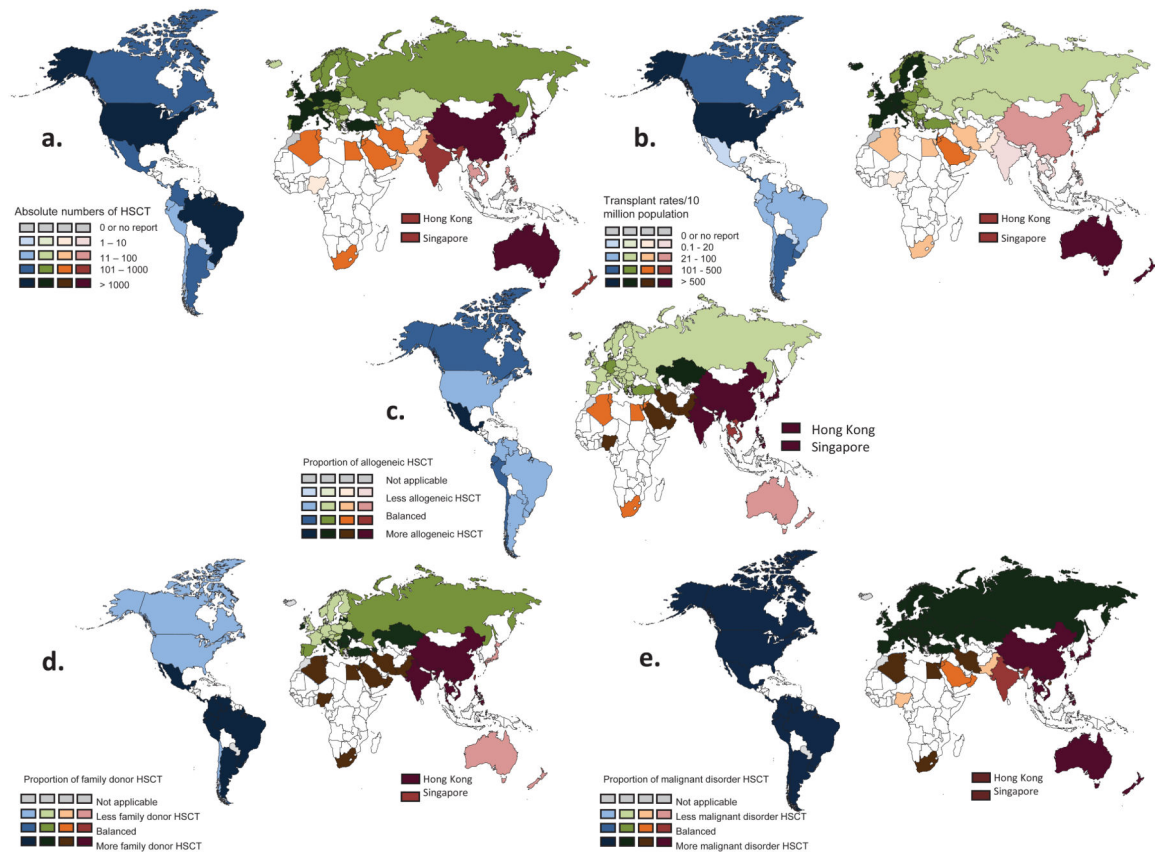 a.
Absolute numbers of HSCT
0 or no report
1 – 10
11 – 100
101 – 1000
> 1000
Hong Kong
Singapore
b.
Transplant rates/10
million population
0 or no report
0.1 - 20
21 - 100
101 - 500
> 500
Hong Kong
Singapore
c.
Proportion of allogeneic HSCT
Not applicable
Less allogeneic HSCT
Balanced
More allogeneic HSCT
Hong Kong
Singapore
d.
Proportion of family donor HSCT
Not applicable
Less family donor HSCT
Balanced
More family donor HSCT
Hong Kong
Singapore
e.
Proportion of malignant disorder HSCT
Not applicable
Less malignant disorder HSCT
Balanced
More malignant disorder HSCT
Hong Kong
Singapore